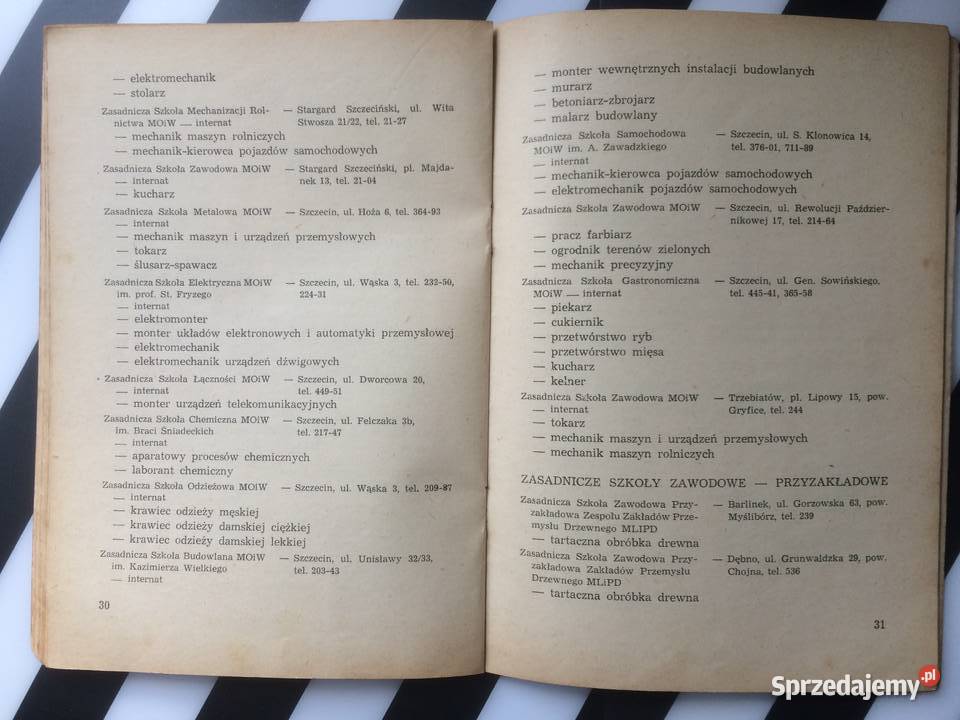 — elektromechanik
— stolarz
Zasadnicza Szkoła Mechanizacji Rol- — Stargard Szczeciński, ul. Wita
nictwa MOiW — internat Stwosza 21/22, tel. 21-27
— mechanik maszyn rolniczych
— mechanik-kierowca pojazdów samochodowych
Zasadnicza Szkoła Zawodowa MOiW — Stargard Szczeciński, pl. Majda-
— internat nek 13, tel. 21-04
— kucharz
Zasadnicza Szkoła Metalowa MOiW — Szczecin, ul. Hoża 6, tel. 364-93
— internat
— mechanik maszyn i urządzeń przemysłowych
— tokarz
— ślusarz-spawacz
Zasadnicza Szkoła Elektryczna MOiW — Szczecin, ul. Wąska 3, tel. 232-50,
im. prof. St. Fryzego 224-31
— internat
— elektromonter
— monter układów elektronowych i automatyki przemysłowej
— elektromechanik
— elektromechanik urządzeń dźwigowych
Zasadnicza Szkoła Łączności MOiW — Szczecin, ul. Dworcowa 20,
— internat tel. 449-51
— monter urządzeń telekomunikacyjnych
Zasadnicza Szkoła Chemiczna MOiW — Szczecin, ul. Felczaka 3b,
im. Braci Śniadeckich tel. 217-47
— internat
— aparatowy procesów chemicznych
— laborant chemiczny
Zasadnicza Szkoła Odzieżowa MOiW — Szczecin, ul. Wąska 3, tel. 209-87
— internat
— krawiec odzieży męskiej
— krawiec odzieży damskiej ciężkiej
— krawiec odzieży damskiej lekkiej
Zasadnicza Szkoła Budowlana MOiW — Szczecin, ul. Unisławy 32/33,
im. Kazimierza Wielkiego tel. 203-43
— internat
30
— monter wewnętrznych instalacji budowlanych
— murarz
— betoniarz-zbrojarz
— malarz budowlany
Zasadnicza Szkoła Samochodowa — Szczecin, ul. S. Klonowica 14,
MOiW im. A. Zawadzkiego tel. 376-01, 711-89
— internat
— mechanik-kierowca pojazdów samochodowych
— elektromechanik pojazdów samochodowych
Zasadnicza Szkoła Zawodowa MOiW — Szczecin, ul. Rewolucji Paździer-
nikowej 17, tel. 214-64
— pracz farbiarz
— ogrodnik terenów zielonych
— mechanik precyzyjny
Zasadnicza Szkoła Gastronomiczna — Szczecin, ul. Gen. Sowińskiego,
MOiW — internat tel. 445-41, 365-58
— piekarz
— cukiernik
— przetwórstwo ryb
— przetwórstwo mięsa
— kucharz
— kelner
Zasadnicza Szkoła Zawodowa MOiW — Trzebiatów, pl. Lipowy 15, pow.
— internat Gryfice, tel. 244
— tokarz
— mechanik maszyn i urządzeń przemysłowych
— mechanik maszyn rolniczych
ZASADNICZE SZKOŁY ZAWODOWE — PRZYZAKŁADOWE
Zasadnicza Szkoła Zawodowa Przy- — Barlinek, ul. Gorzowska 63, pow.
zakładowa Zespołu Zakładów Prze- Myślibórz, tel. 239
mysłu Drzewnego MLIPD
— tartaczna obróbka drewna
Zasadnicza Szkoła Zawodowa Przy- — Dębno, ul. Grunwaldzka 29, pow.
zakładowa Zakładów Przemysłu Chojna, tel. 536
Drzewnego MLiPD
— tartaczna obróbka drewna
31
Sprzedajemy.pl